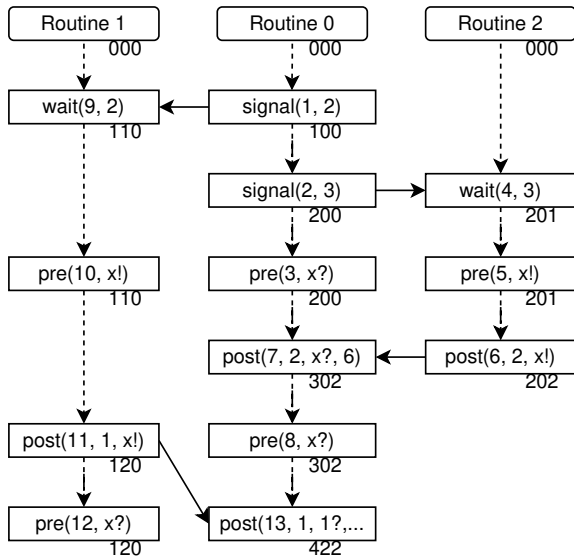 Routine 1
000
Routine 0
000
Routine 2
000
wait(9, 2)
110
signal(1, 2)
100
signal(2, 3)
200
wait(4, 3)
201
pre(10, x!)
110
pre(3, x?)
200
pre(5, x!)
201
post(7, 2, x?, 6)
302
post(6, 2, x!)
202
post(11, 1, x!)
120
pre(8, x?)
302
pre(12, x?)
120
post(13, 1, 1?,...
422